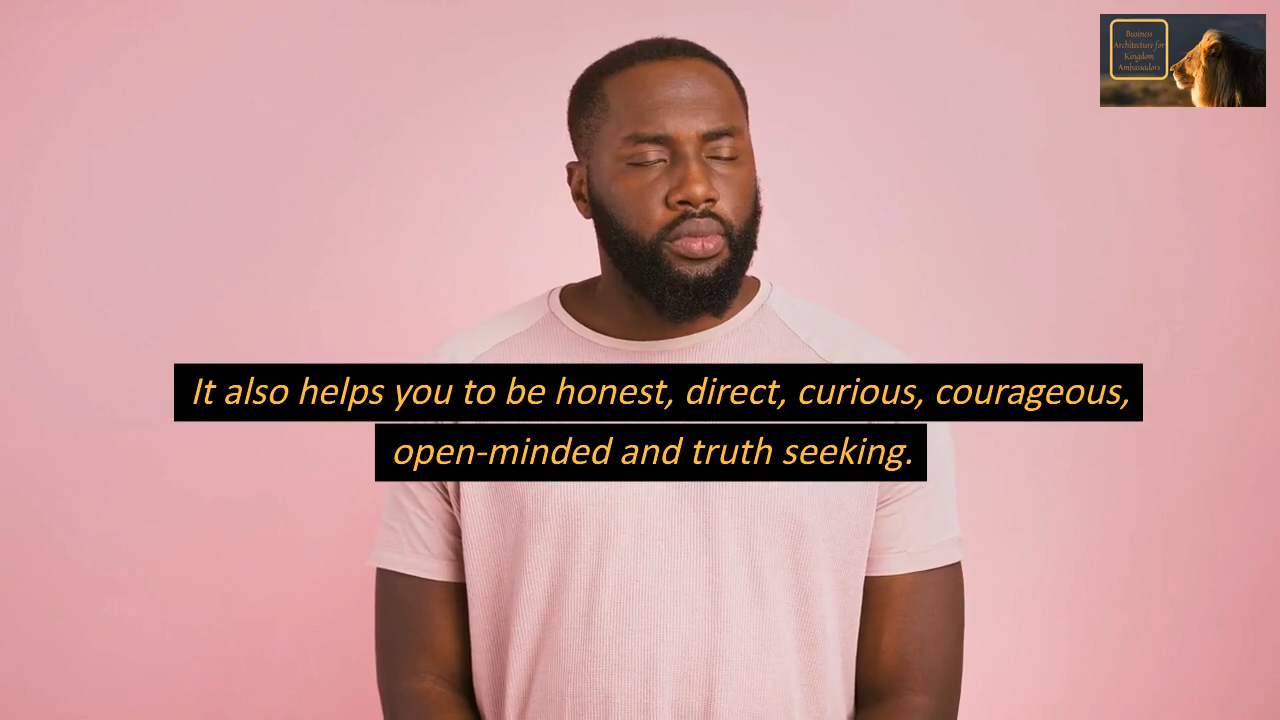 Business
Architecture for
Kingdom
Ambassadors
It also helps you to be honest, direct, curious, courageous,
open-minded and truth seeking.